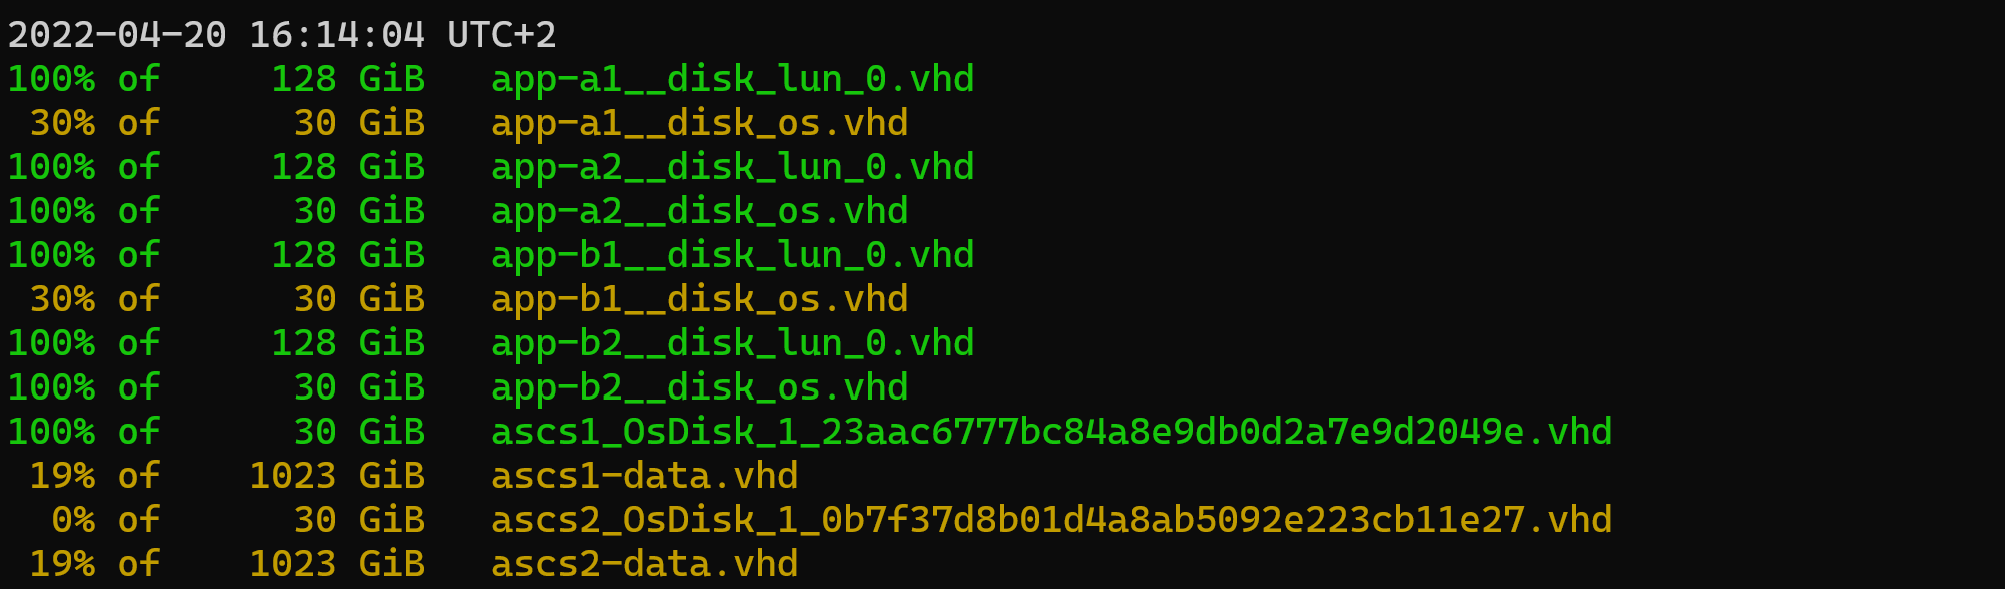 2022-04-20 16:14:04 UTC+2
100% of     128 GiB   app-a1__disk_lun_0.vhd
 30% of      30 GiB   app-a1__disk_os.vhd
100% of     128 GiB   app-a2__disk_lun_0.vhd
100% of      30 GiB   app-a2__disk_os.vhd
100% of     128 GiB   app-b1__disk_lun_0.vhd
 30% of      30 GiB   app-b1__disk_os.vhd
100% of     128 GiB   app-b2__disk_lun_0.vhd
100% of      30 GiB   app-b2__disk_os.vhd
100% of      30 GiB   ascs1_OsDisk_1_23aac6777bc84a8e9db0d2a7e9d2049e.vhd
 19% of    1023 GiB   ascs1-data.vhd
  0% of      30 GiB   ascs2_OsDisk_1_0b7f37d8b01d4a8ab5092e223cb11e27.vhd
 19% of    1023 GiB   ascs2-data.vhd